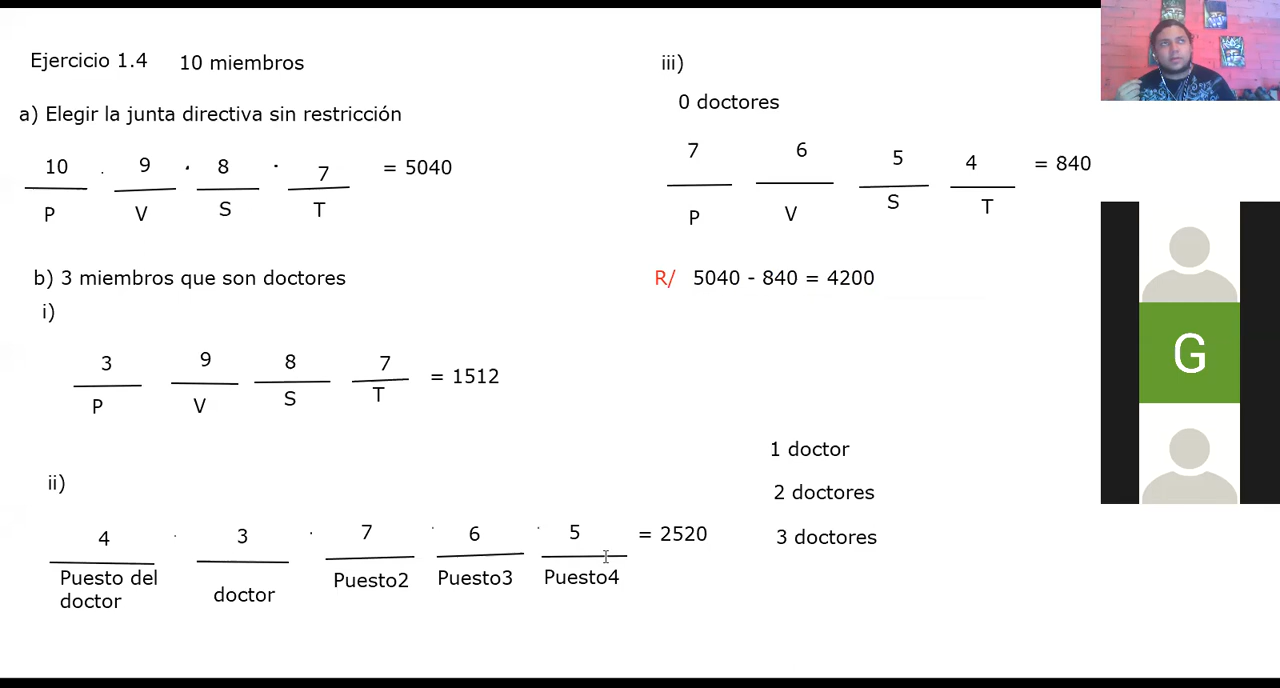 Ejercicio 1.4 10 miembros
a) Elegir la junta directiva sin restricción
10 . 9 . 8 . 7 = 5040
P V S T
b) 3 miembros que son doctores
i)
3 9 8 7 = 1512
P V S T
ii)
4 . 3 . 7 . 6 . 5 = 2520
Puesto del doctor doctor Puesto2 Puesto3 Puesto4
iii)
0 doctores
7 6 5 4 = 840
P V S T
R/ 5040 - 840 = 4200
1 doctor
2 doctores
3 doctores
G